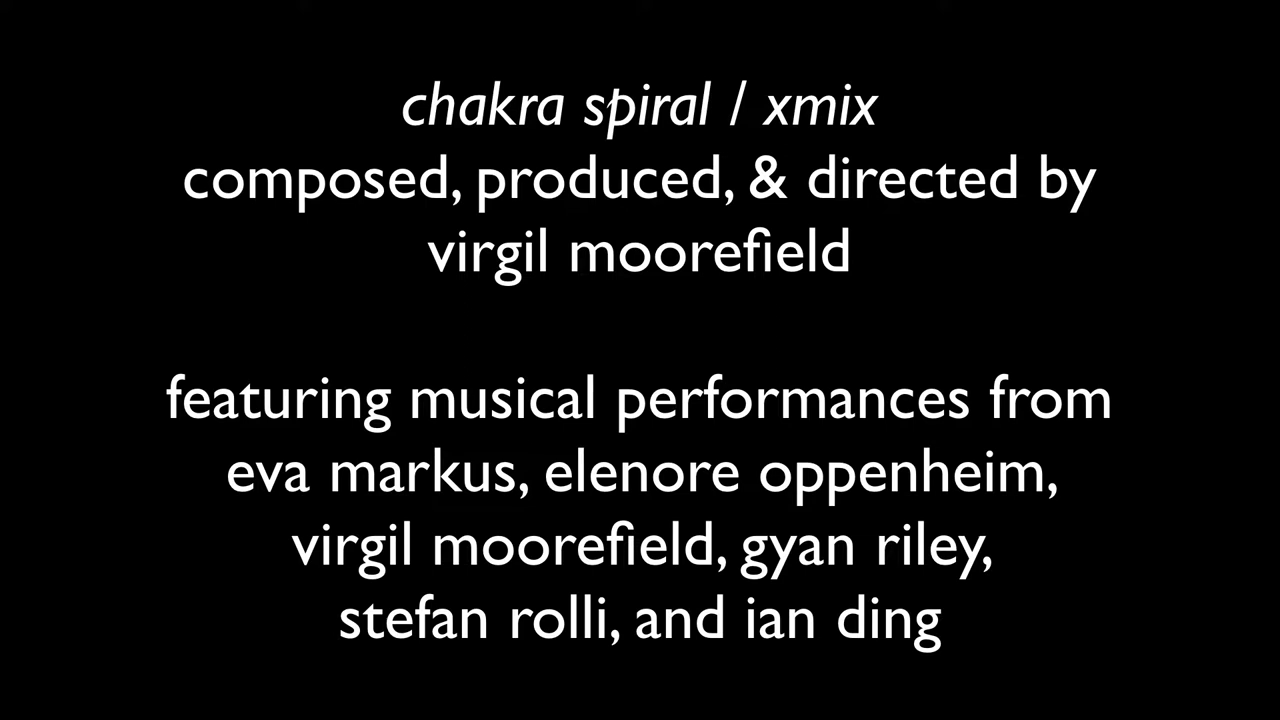 chakra spiral / xmix
composed, produced, & directed by
virgil moorefield
featuring musical performances from
eva markus, elenore oppenheim,
virgil moorefield, gyan riley,
stefan rolli, and ian ding